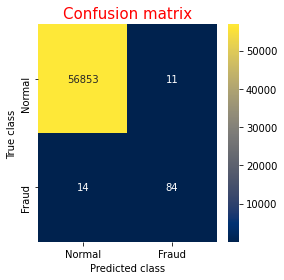 Confusion matrix
True class
Normal
56853
11
Fraud
14
84
Normal
Fraud
Predicted class
50000
40000
30000
20000
10000